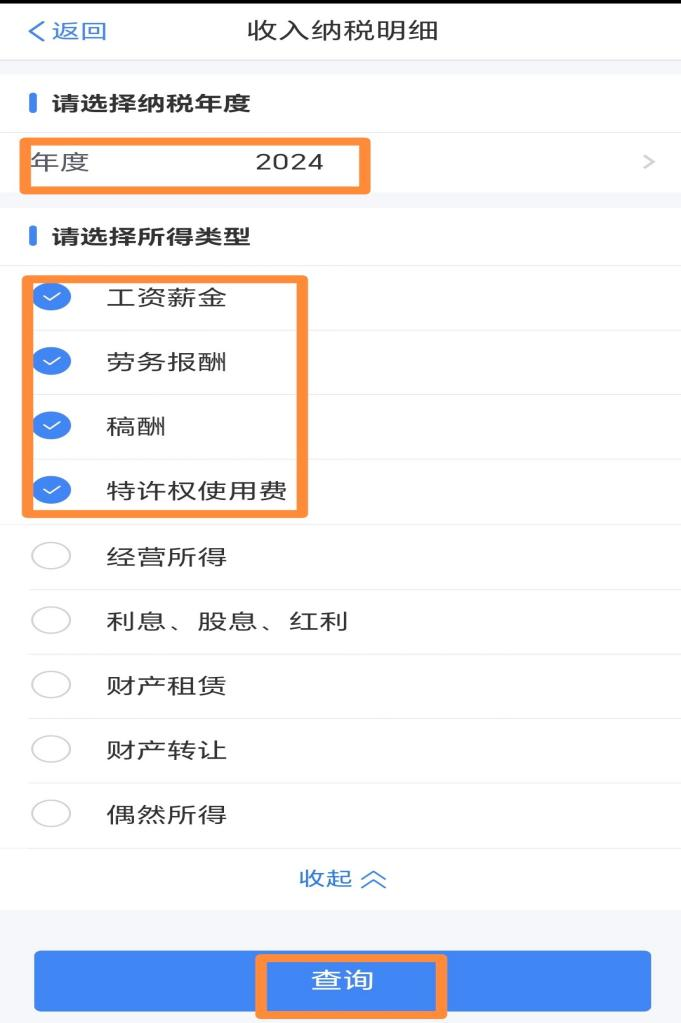 返回 收入纳税明细
请选择纳税年度
年度 2024
请选择所得类型
工资薪金
劳务报酬
稿酬
特许权使用费
经营所得
利息、股息、红利
财产租赁
财产转让
偶然所得
收起
查询